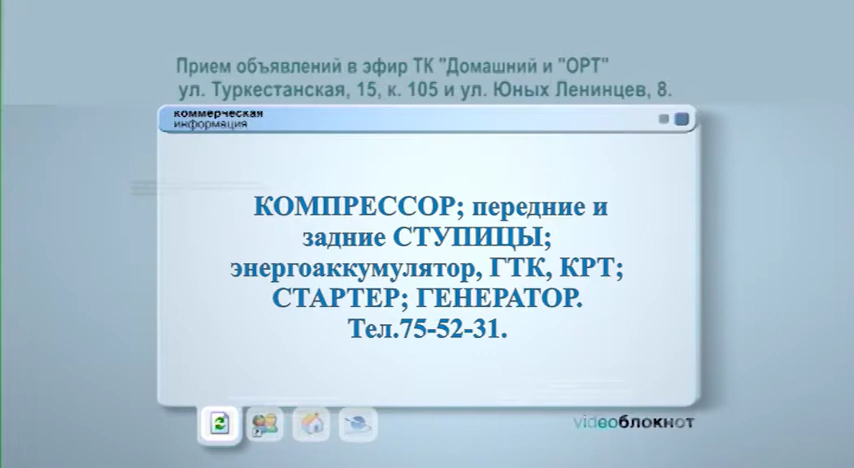 Прием объявлений в эфир ТК "Домашний и "ОРТ"
ул. Туркестанская, 15, к. 105 и ул. Юных Ленинцев, 8.
коммерческая
информация
КОМПРЕССОР; передние и
задние СТУПИЦЫ;
энергоаккумулятор, ГТК, КРТ;
СТАРТЕР; ГЕНЕРАТОР.
Тел.75-52-31.
videoблокнот